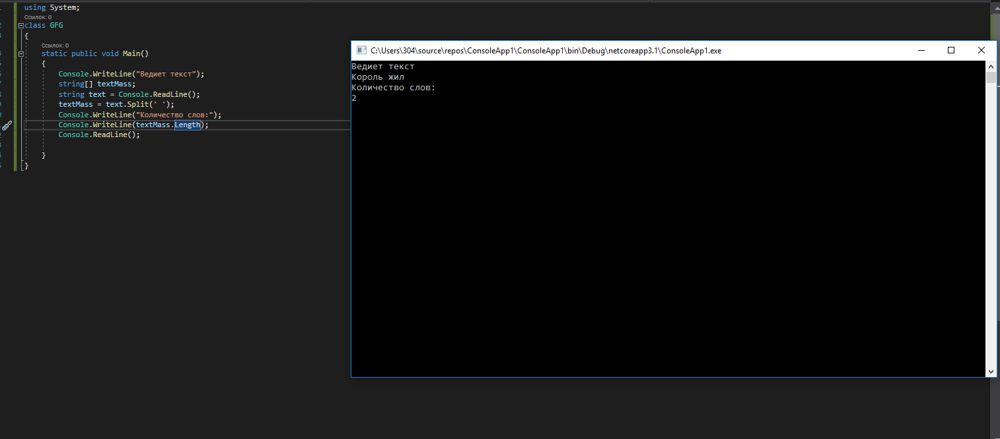 using System;
Ссылок: 0
class GFG
{
Ссылок: 0
static public void Main()
{
Console.WriteLine("Ведиет текст");
string[] textMass;
string text = Console.ReadLine();
textMass = text.Split(' ');
Console.WriteLine("Количество слов:");
Console.WriteLine(textMass.Length);
Console.ReadLine();
}
}
C:\Users\304\source\repos\ConsoleApp1\ConsoleApp1\bin\Debug\netcoreapp3.1\ConsoleApp1.exe
Ведиет текст
Король жил
Количество слов:
2